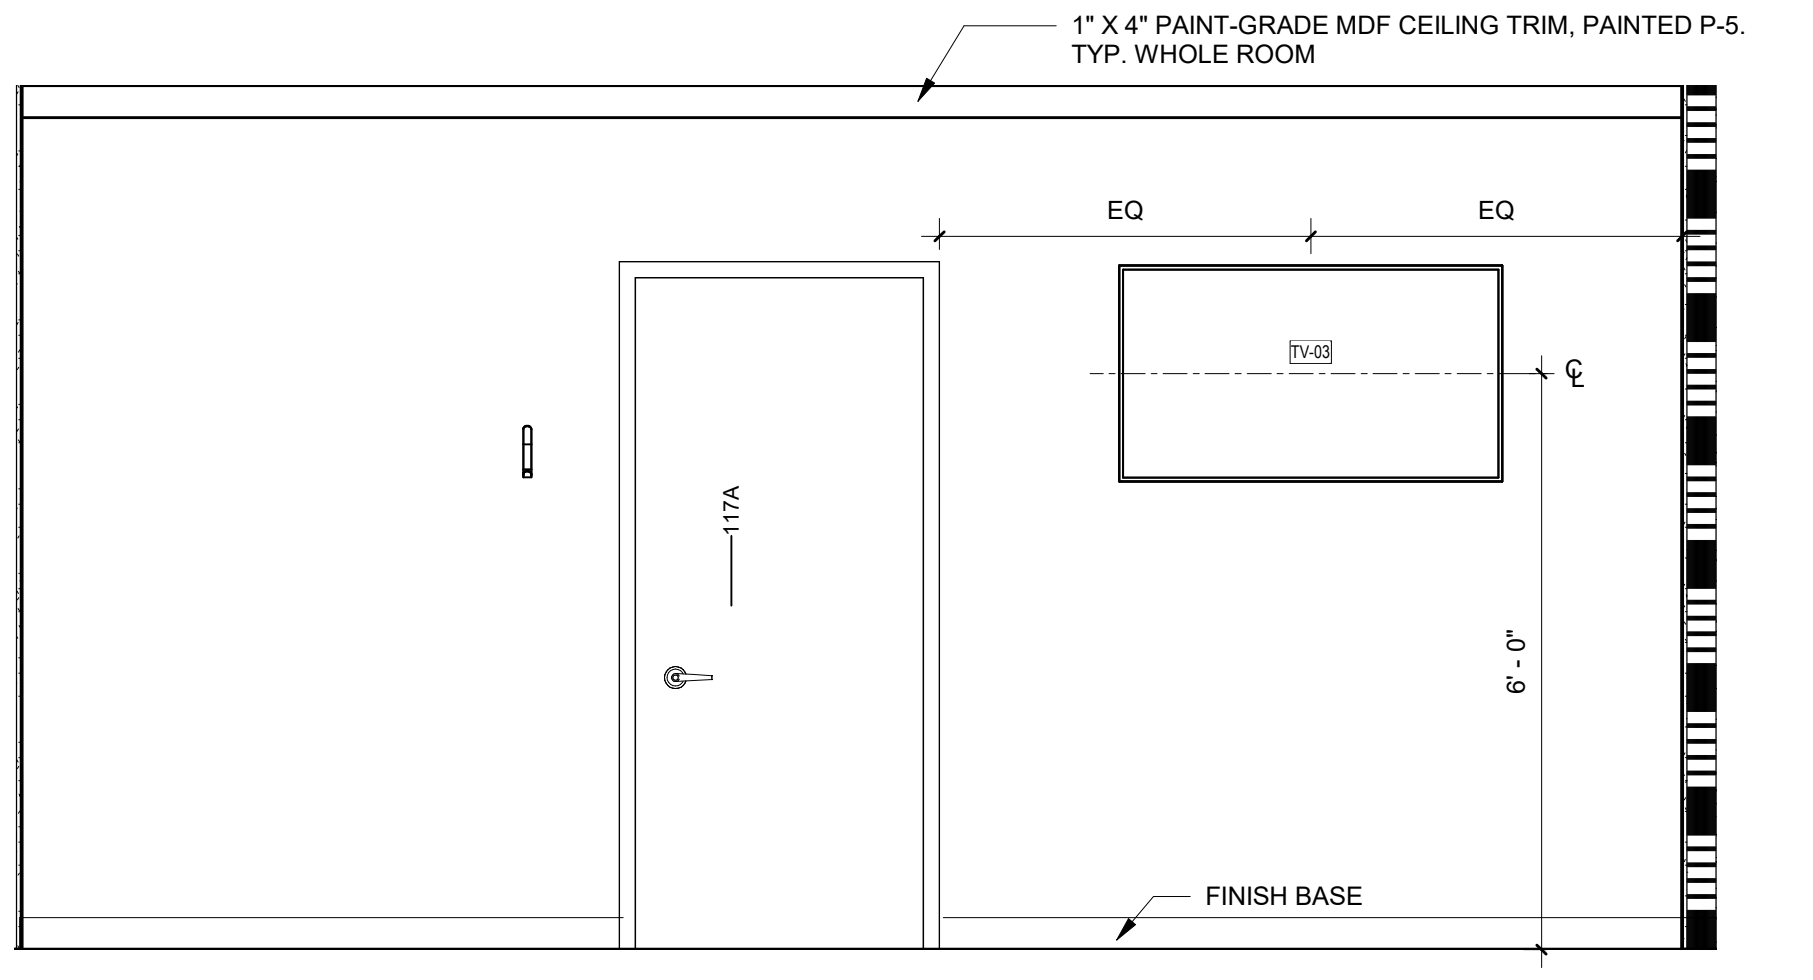 1" X 4" PAINT-GRADE MDF CEILING TRIM, PAINTED P-5.
TYP. WHOLE ROOM
EQ
EQ
TV-03
℄
117A
6' - 0"
FINISH BASE